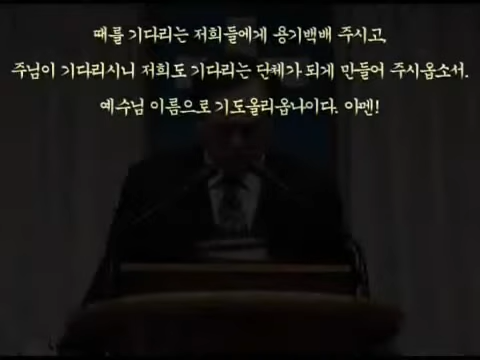 때를 기다리는 저희들에게 용기백배 주시고,
주님이 기다리시니 저희도 기다리는 단체가 되게 만들어 주시옵소서.
예수님 이름으로 기도올리옵나이다. 아멘!